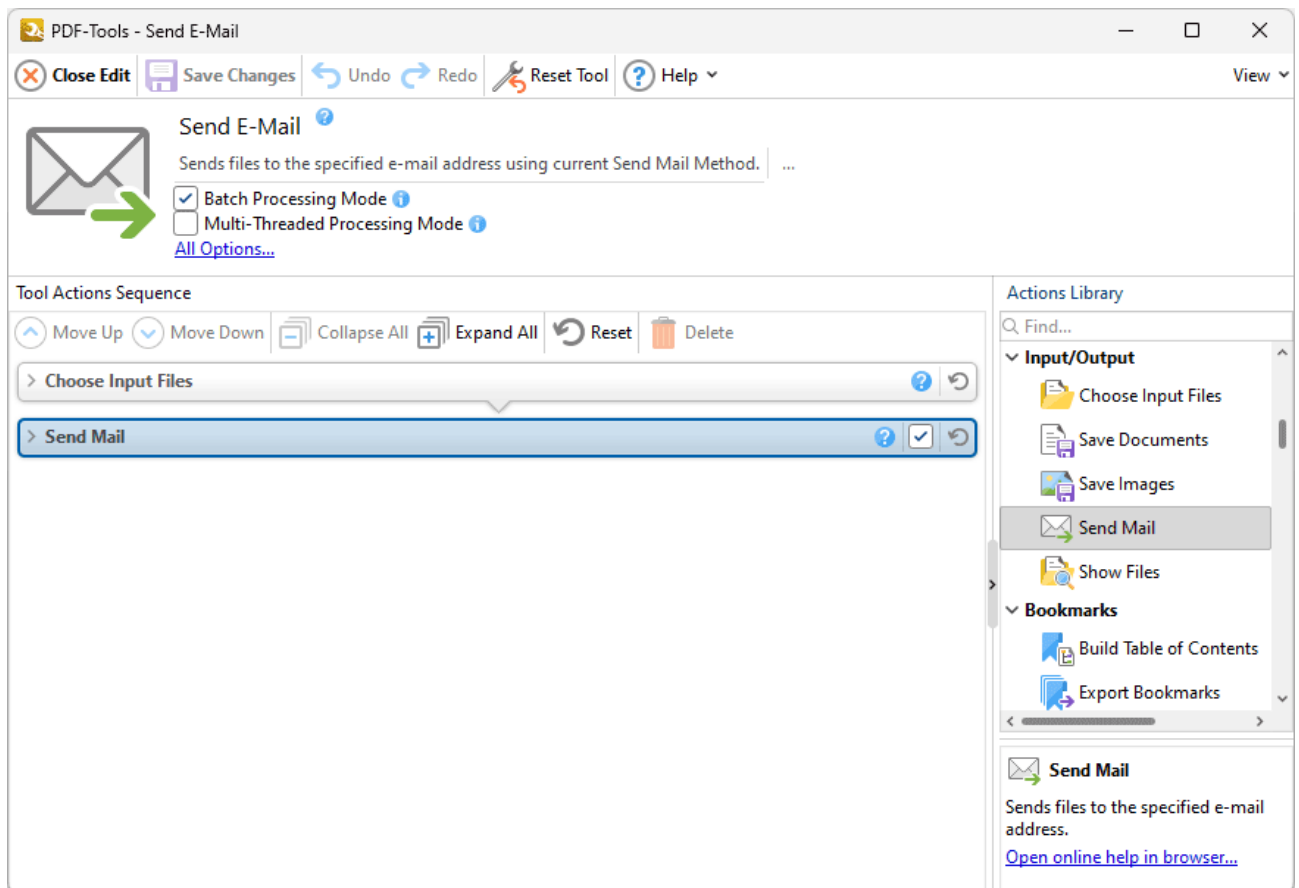 PDF-Tools - Send E-Mail
Close Edit Save Changes Undo Redo Reset Tool Help View
Send E-Mail
Sends files to the specified e-mail address using current Send Mail Method. ...
Batch Processing Mode
Multi-Threaded Processing Mode
All Options...
Tool Actions Sequence
Move Up Move Down Collapse All Expand All Reset Delete
Choose Input Files
Send Mail
Actions Library
Find...
Input/Output
Choose Input Files
Save Documents
Save Images
Send Mail
Show Files
Bookmarks
Build Table of Contents
Export Bookmarks
Send Mail
Sends files to the specified e-mail
address.
Open online help in browser...